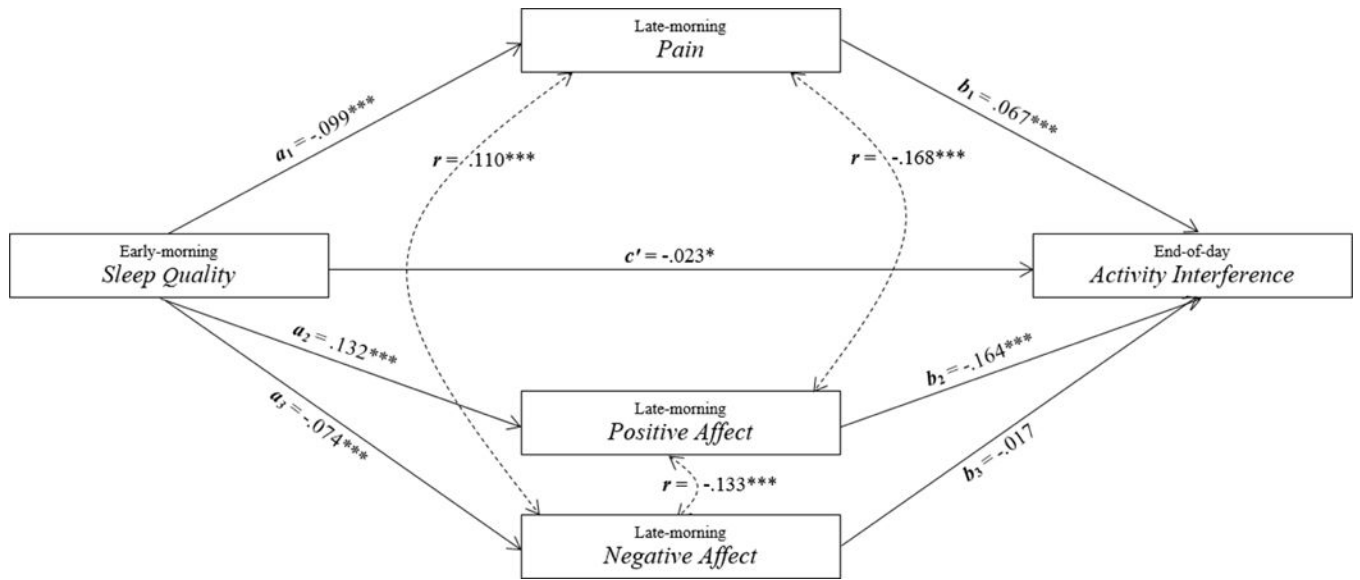 Late-morning
Pain
a₁ = -.099***
b₁ = .067***
r = .110***
r = -.168***
Early-morning
Sleep Quality
c' = -.023*
End-of-day
Activity Interference
a₂ = .132***
b₂ = -.164***
a₃ = -.074***
Late-morning
Positive Affect
b₃ = -.017
r = -.133***
Late-morning
Negative Affect